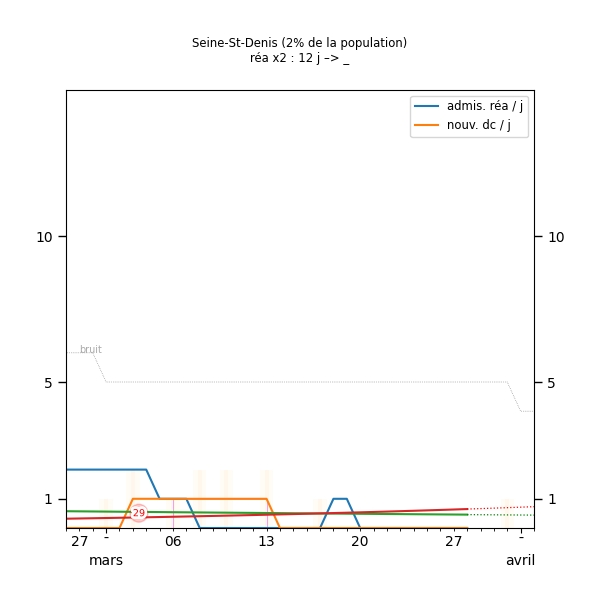 Seine-St-Denis (2% de la population)
réa x2 : 12 j –> _
admis. réa / j
nouv. dc / j
10 10
bruit
5 5
1 1
29
27 - 06 13 20 27 -
mars avril